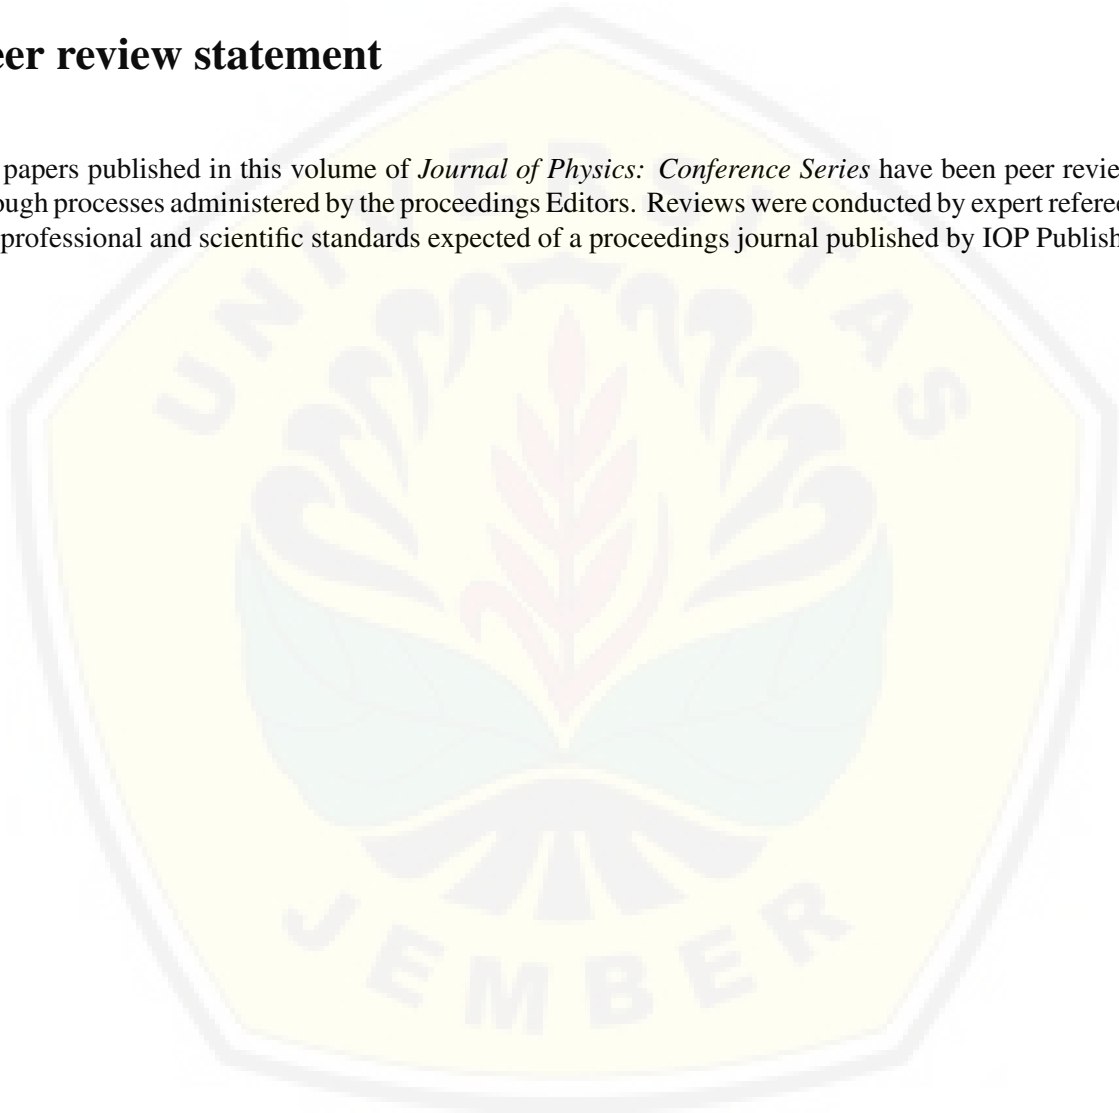 eer review statement
papers published in this volume of Journal of Physics: Conference Series have been peer revie
ough processes administered by the proceedings Editors. Reviews were conducted by expert refere
professional and scientific standards expected of a proceedings journal published by IOP Publish
UNIVERSITAS
JEMBER